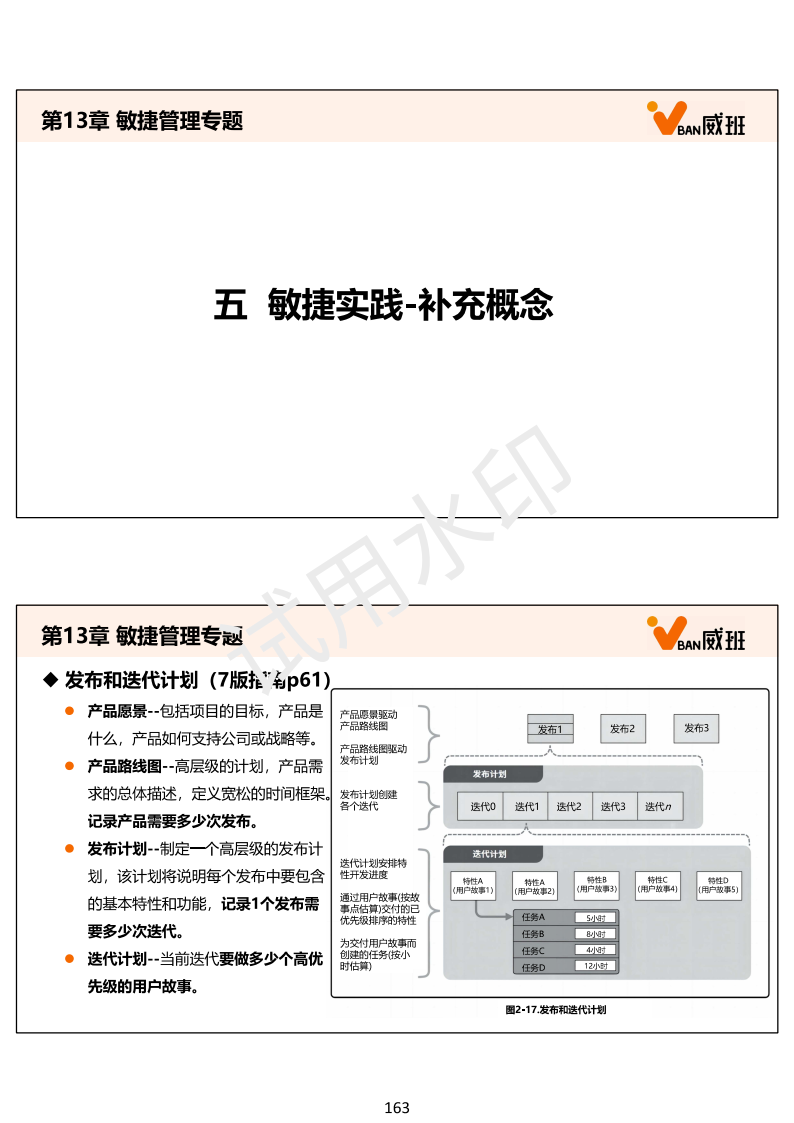 第13章 敏捷管理专题
BAN威班
五 敏捷实践-补充概念
试用水印
第13章 敏捷管理专题
BAN威班
◆ 发布和迭代计划（7版指南p61）
● 产品愿景--包括项目的目标，产品是
什么，产品如何支持公司或战略等。
● 产品路线图--高层级的计划，产品需
求的总体描述，定义宽松的时间框架。
记录产品需要多少次发布。
● 发布计划--制定一个高层级的发布计
划，该计划将说明每个发布中要包含
的基本特性和功能，记录1个发布需
要多少次迭代。
● 迭代计划--当前迭代要做多少个高优
先级的用户故事。
产品愿景驱动
产品路线图
产品路线图驱动
发布计划
发布1 发布2 发布3
发布计划
发布计划创建
各个迭代
迭代0 迭代1 迭代2 迭代3 迭代n
迭代计划
迭代计划安排特
性开发进度
通过用户故事(按故
事点估算)交付的已
优先级排序的特性
为交付用户故事而
创建的任务(按小
时估算)
特性A
(用户故事1)
特性A
(用户故事2)
特性B
(用户故事3)
特性C
(用户故事4)
特性D
(用户故事5)
任务A 5小时
任务B 8小时
任务C 4小时
任务D 12小时
图2-17.发布和迭代计划
163